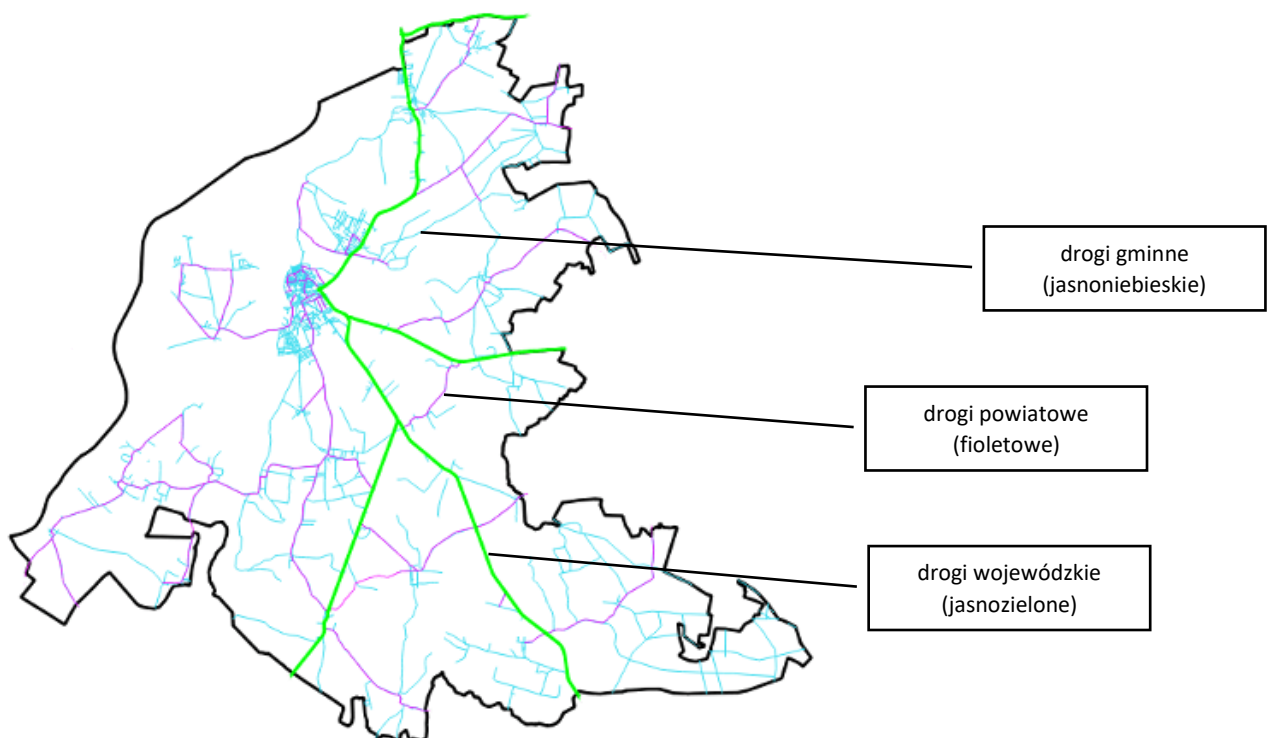 drogi gminne
(jasnoniebieskie)
drogi powiatowe
(fioletowe)
drogi wojewódzkie
(jasnozielone)